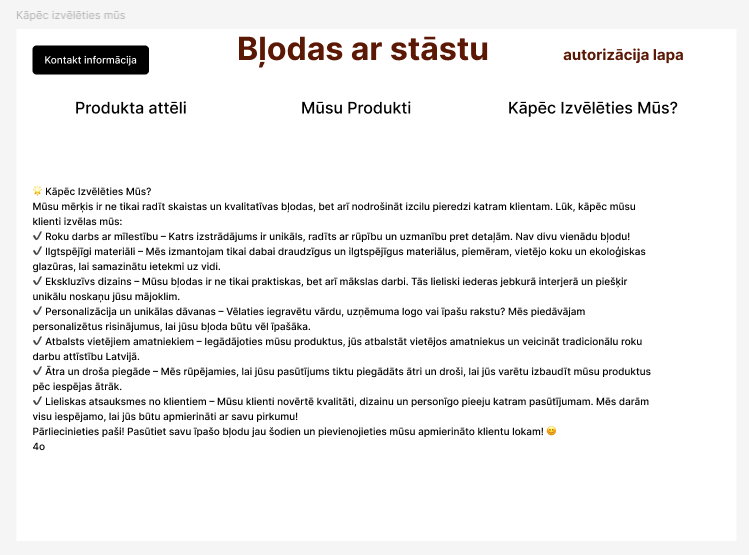 Kāpēc izvēlēties mūs
Kontakt informācija
Bļodas ar stāstu
autorizācija lapa
Produkta attēli
Mūsu Produkti
Kāpēc Izvēlēties Mūs?
🌟 Kāpēc Izvēlēties Mūs?
Mūsu mērķis ir ne tikai radīt skaistas un kvalitatīvas bļodas, bet arī nodrošināt izcilu pieredzi katram klientam. Lūk, kāpēc mūsu
klienti izvēlas mūs:
✔ Roku darbs ar mīlestību – Katrs izstrādājums ir unikāls, radīts ar rūpību un uzmanību pret detaļām. Nav divu vienādu bļodu!
✔ Ilgtspējīgi materiāli – Mēs izmantojam tikai dabai draudzīgus un ilgtspējīgus materiālus, piemēram, vietējo koku un ekoloģiskas
glazūras, lai samazinātu ietekmi uz vidi.
✔ Ekskluzīvs dizains – Mūsu bļodas ir ne tikai praktiskas, bet arī mākslas darbi. Tās lieliski iederas jebkurā interjerā un piešķir
unikālu noskaņu jūsu mājoklim.
✔ Personalizācija un unikālas dāvanas – Vēlaties iegravētu vārdu, uzņēmuma logo vai īpašu rakstu? Mēs piedāvājam
personalizētus risinājumus, lai jūsu bļoda būtu vēl īpašāka.
✔ Atbalsts vietējiem amatniekiem – Iegādājoties mūsu produktus, jūs atbalstāt vietējos amatniekus un veicināt tradicionālu roku
darbu attīstību Latvijā.
✔ Ātra un droša piegāde – Mēs rūpējamies, lai jūsu pasūtījums tiktu piegādāts ātri un droši, lai jūs varētu izbaudīt mūsu produktus
pēc iespējas ātrāk.
✔ Lieliskas atsauksmes no klientiem – Mūsu klienti novērtē kvalitāti, dizainu un personīgo pieeju katram pasūtījumam. Mēs darām
visu iespējamo, lai jūs būtu apmierināti ar savu pirkumu!
Pārliecinieties paši! Pasūtiet savu īpašo bļodu jau šodien un pievienojieties mūsu apmierināto klientu lokam! 😊
4o